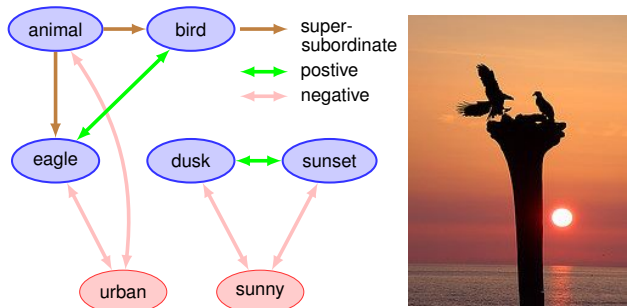 animal
bird
super-
subordinate
postive
negative
eagle
dusk
sunset
urban
sunny